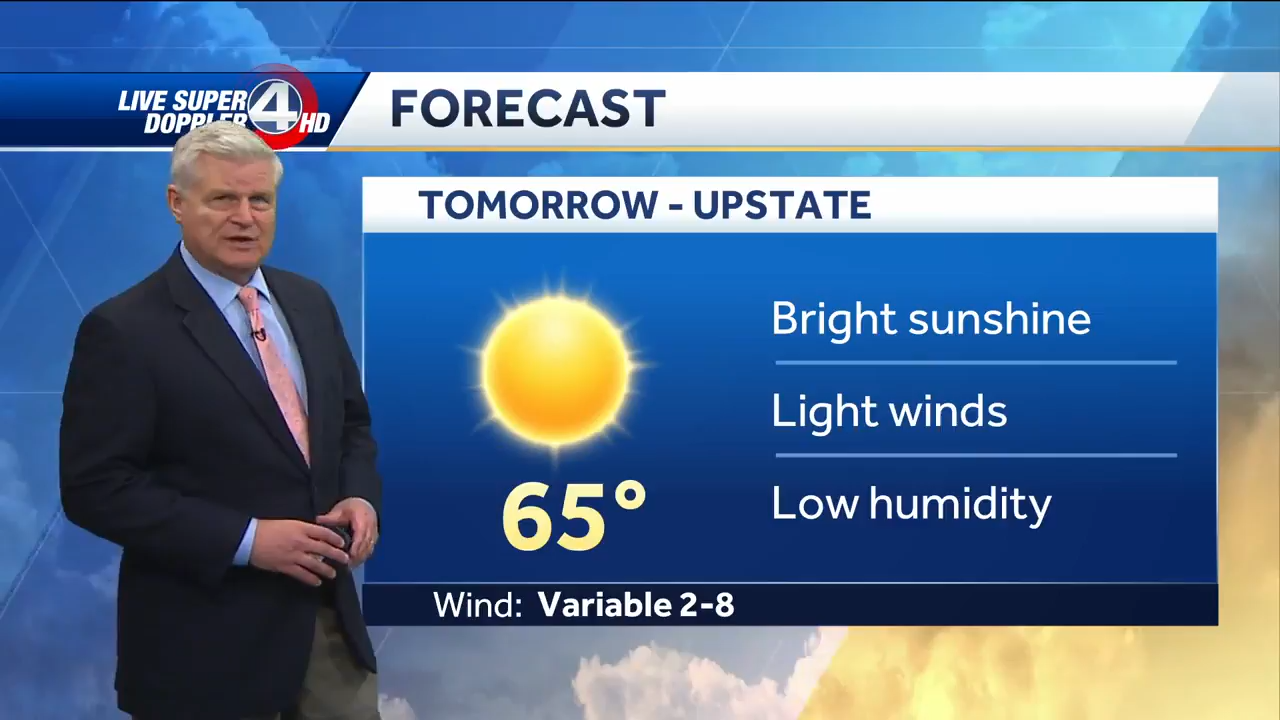 LIVE SUPER
DOPPLER 4 HD
FORECAST
TOMORROW - UPSTATE
Bright sunshine
Light winds
65°
Low humidity
Wind: Variable 2-8